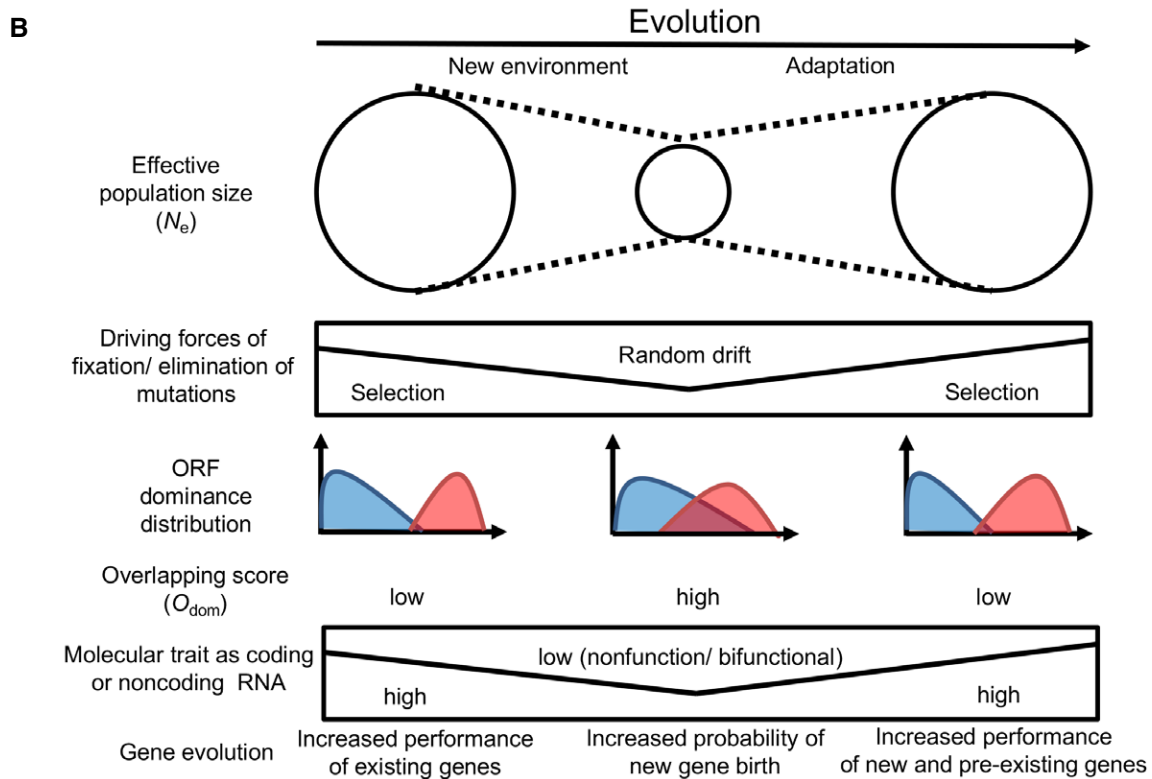 B
Evolution
New environment
Adaptation
Effective
population size
(Ne)
Driving forces of
fixation/ elimination of
mutations
Random drift
Selection
Selection
ORF
dominance
distribution
Overlapping score
(Odom)
low
high
low
Molecular trait as coding
or noncoding RNA
low (nonfunction/ bifunctional)
high
high
Gene evolution
Increased performance
of existing genes
Increased probability of
new gene birth
Increased performance
of new and pre-existing genes